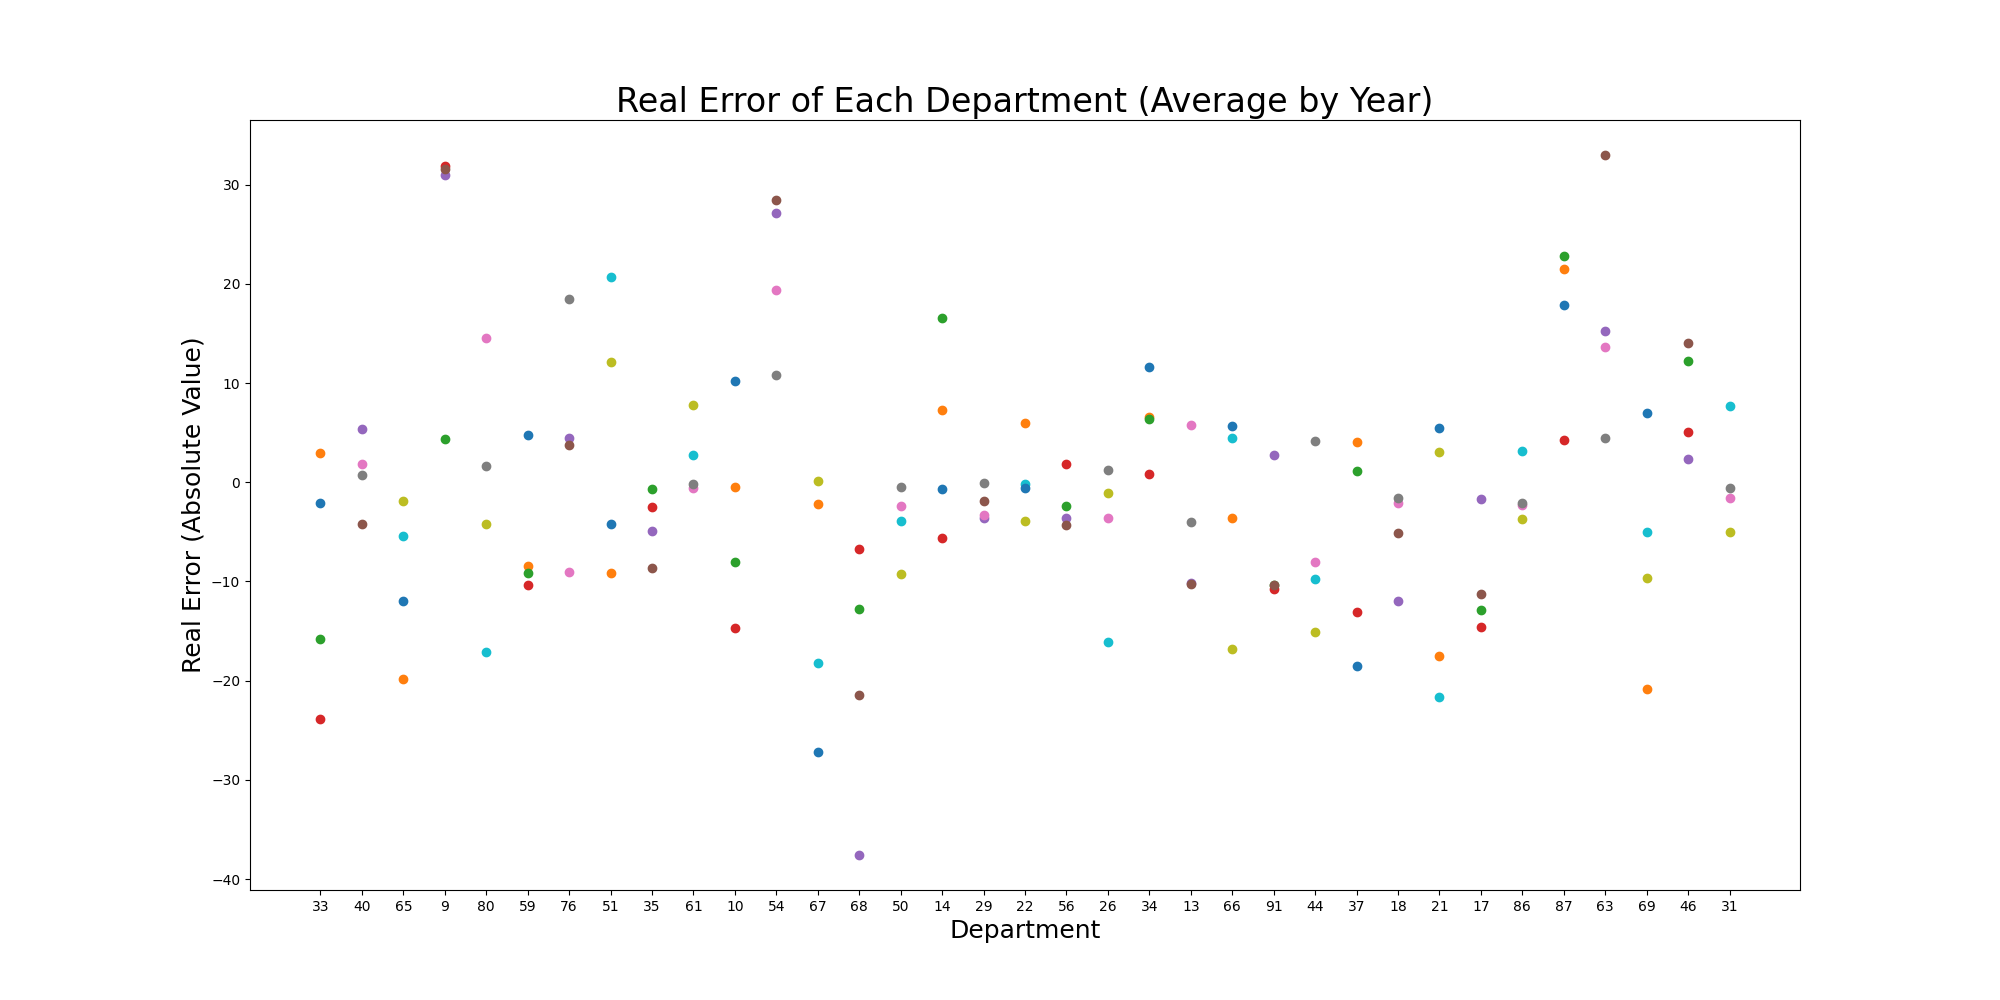 Real Error of Each Department (Average by Year)
Real Error (Absolute Value)
30
20
10
0
−10
−20
−30
−40
33 40 65 9 80 59 76 51 35 61 10 54 67 68 50 14 29 22 56 26 34 13 66 91 44 37 18 21 17 86 87 63 69 46 31
Department